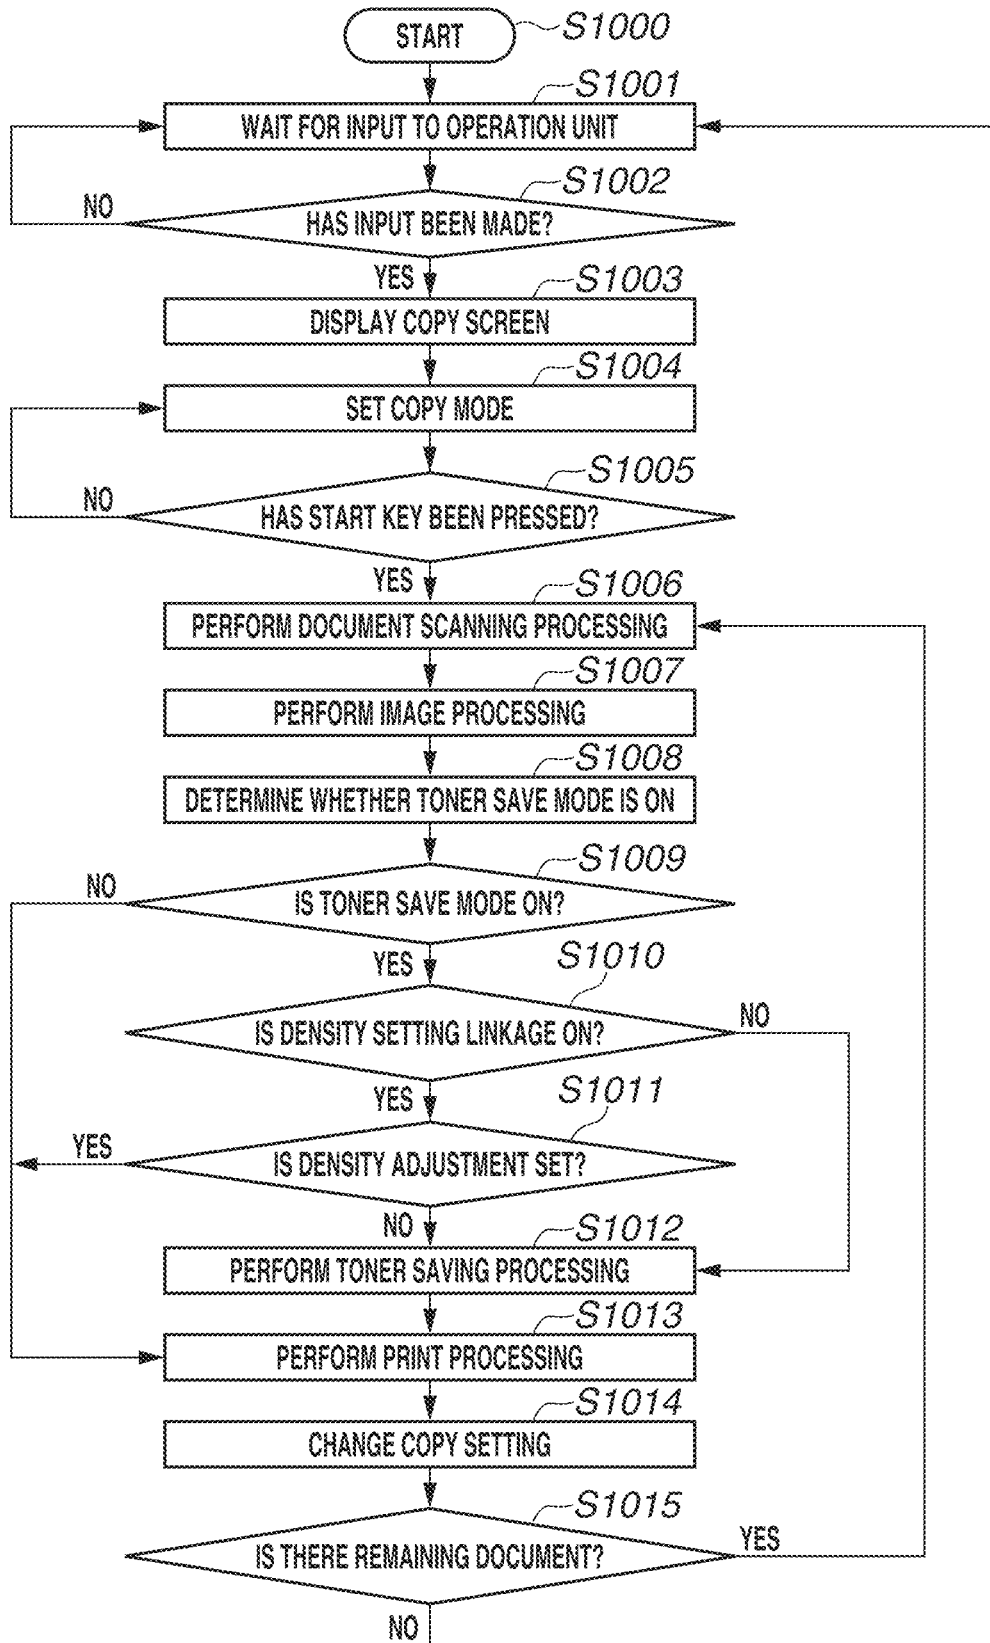 START
S1000
S1001
WAIT FOR INPUT TO OPERATION UNIT
S1002
NO
HAS INPUT BEEN MADE?
YES
S1003
DISPLAY COPY SCREEN
S1004
SET COPY MODE
S1005
NO
HAS START KEY BEEN PRESSED?
YES
S1006
PERFORM DOCUMENT SCANNING PROCESSING
S1007
PERFORM IMAGE PROCESSING
S1008
DETERMINE WHETHER TONER SAVE MODE IS ON
S1009
NO
IS TONER SAVE MODE ON?
YES
S1010
IS DENSITY SETTING LINKAGE ON?
NO
YES
S1011
YES
IS DENSITY ADJUSTMENT SET?
NO
S1012
PERFORM TONER SAVING PROCESSING
S1013
PERFORM PRINT PROCESSING
S1014
CHANGE COPY SETTING
S1015
IS THERE REMAINING DOCUMENT?
YES
NO